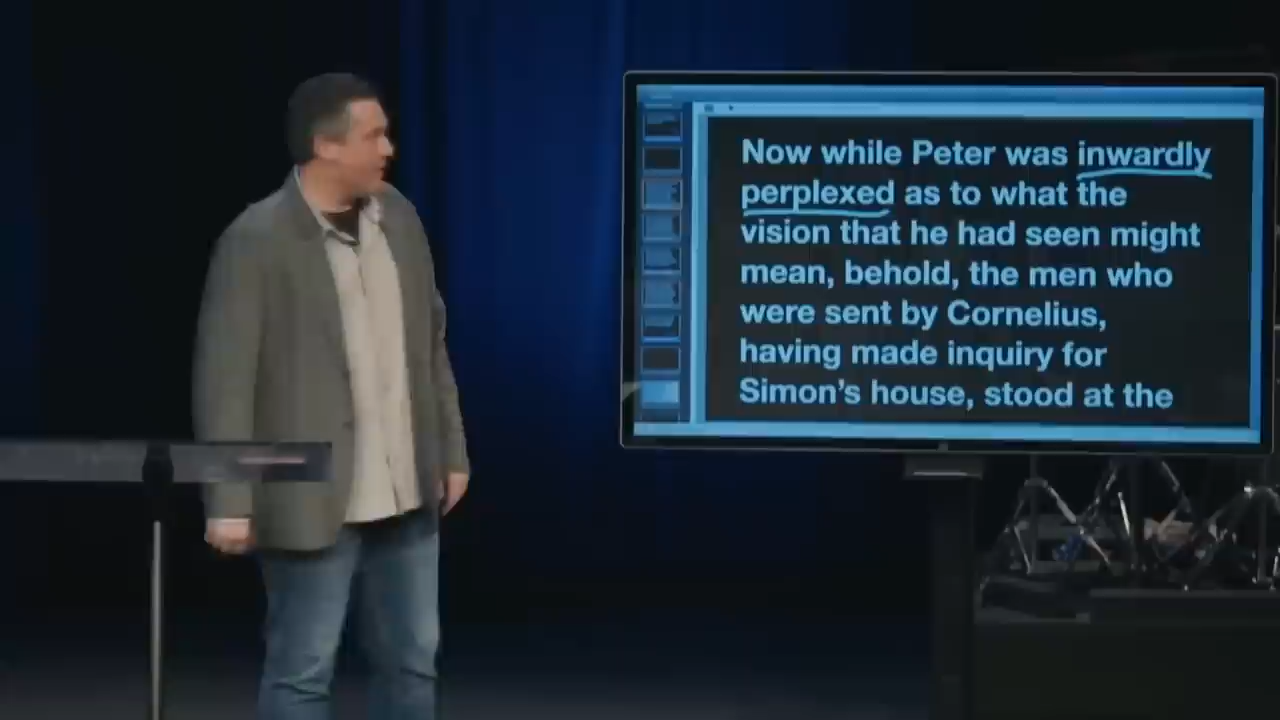 Now while Peter was inwardly
perplexed as to what the
vision that he had seen might
mean, behold, the men who
were sent by Cornelius,
having made inquiry for
Simon’s house, stood at the